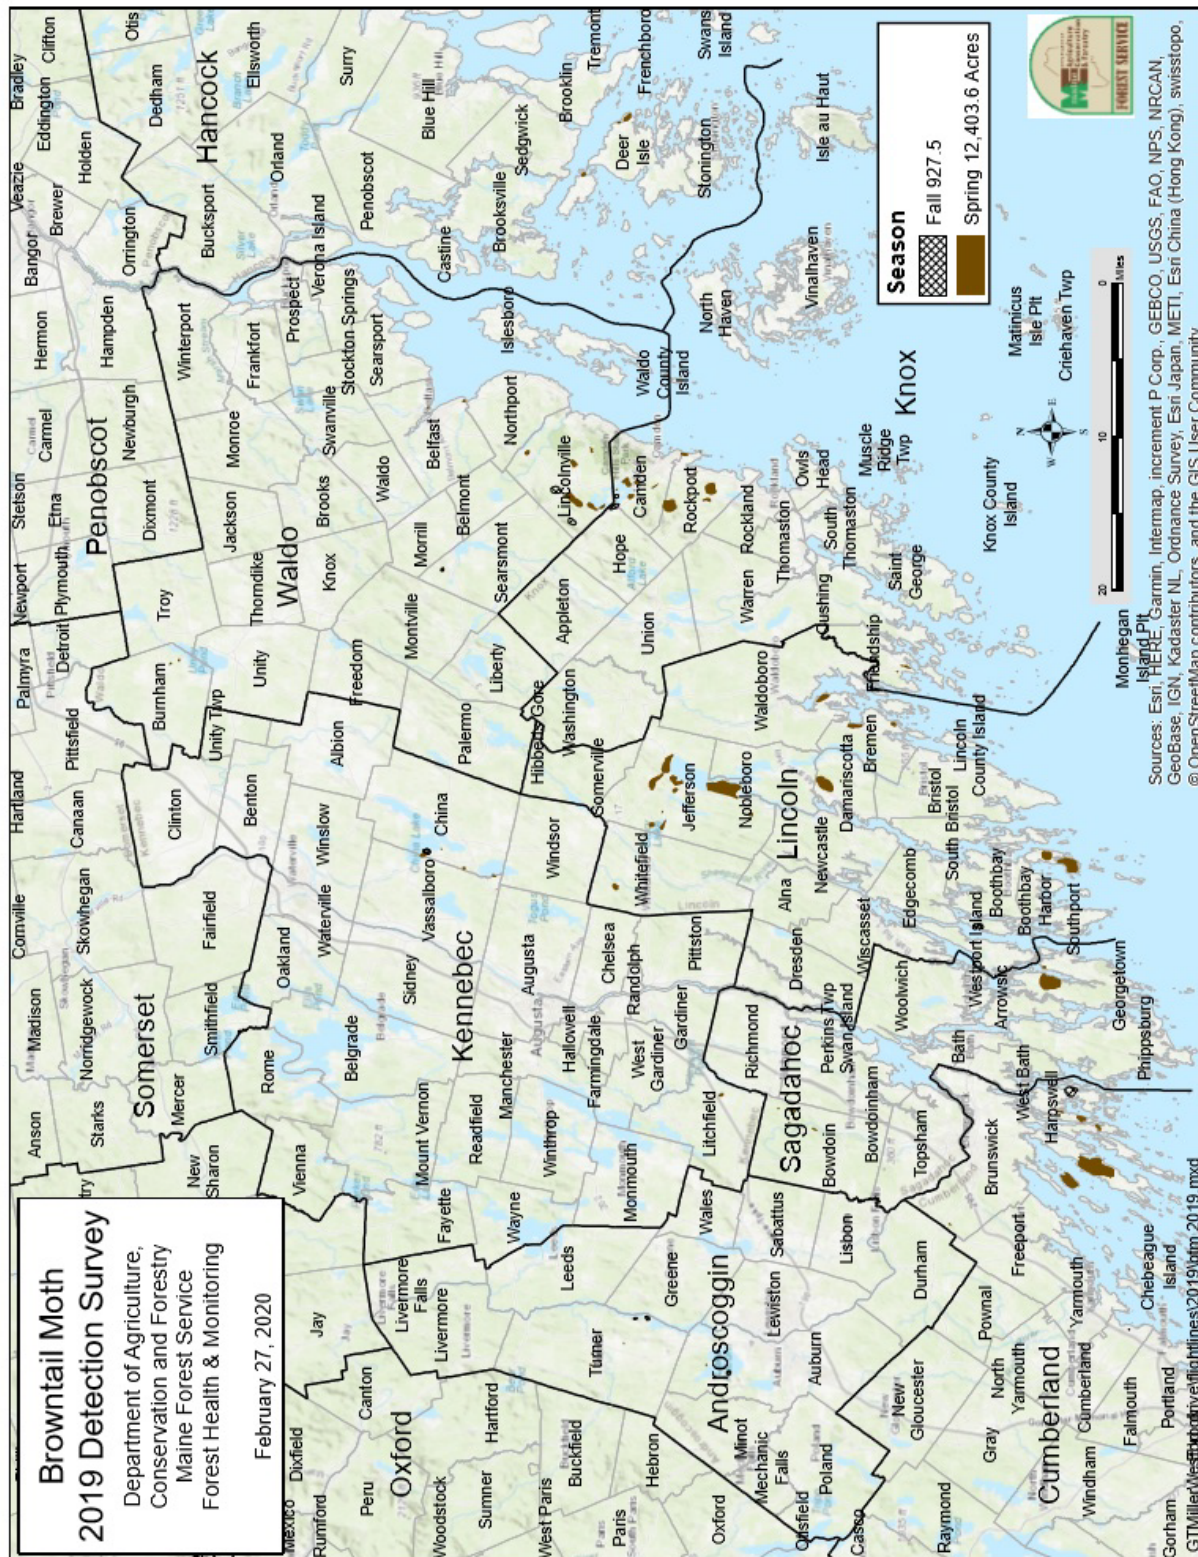 Browntail Moth
2019 Detection Survey
Department of Agriculture,
Conservation and Forestry
Maine Forest Service
Forest Health & Monitoring
February 27, 2020
Anson
Madison
Cornville
Hartland
Palmyra
Newport
Stetson
Carmel
Hermon
Bangor
Veazie
Bradley
Eddington
Clifton
Brewer
Holden
Otis
Dedham
Starks
Norridgewock
Skowhegan
Canaan
Pittsfield
Detroit
Plymouth
Etna
Penobscot
Newburgh
Hampden
Orrington
Somerset
Mercer
Smithfield
Fairfield
Clinton
Burnham
Troy
Dixmont
Winterport
Bucksport
Hancock
Ellsworth
New
Sharon
Rome
Oakland
Benton
Unity Twp
Unity
Thorndike
Jackson
Monroe
Frankfort
Prospect
Verona Island
Orland
Surry
Vienna
Belgrade
Sidney
Waterville
Winslow
Albion
Freedom
Knox
Waldo
Brooks
Swanville
Waldo
Stockton Springs
Searsport
Penobscot
Blue Hill
Mexico
Dixfield
Rumford
Jay
Peru
Canton
Oxford
Livermore
Falls
Livermore
Fayette
Mount Vernon
Readfield
Kennebec
Vassalboro
China
Palermo
Montville
Morrill
Belmont
Belfast
Northport
Islesboro
Castine
Brooksville
Sedgwick
Brooklin
Tremont
Woodstock
Sumner
Hartford
Wayne
Winthrop
Manchester
Augusta
Windsor
Hibberts Gore
Liberty
Searsmont
Lincolnville
Deer
Isle
Frenchboro
Swans
Island
West Paris
Buckfield
Paris
Turner
Leeds
Monmouth
Hallowell
Farmingdale
Chelsea
Randolph
West
Gardiner
Gardiner
Pittston
Whitefield
Somerville
Washington
Appleton
Hope
Camden
Waldo
County
Island
Stonington
Isle au Haut
Hebron
Greene
Wales
Litchfield
Richmond
Jefferson
Union
Rockport
North
Haven
Vinalhaven
Oxford
Minot
Mechanic
Falls
Androscoggin
Auburn
Lewiston
Sabattus
Lisbon
Sagadahoc
Bowdoin
Bowdoinham
Perkins Twp
Swan Island
Dresden
Alna
Lincoln
Nobleboro
Newcastle
Damariscotta
Waldoboro
Warren
Rockland
Thomaston
Owls
Head
South
Thomaston
Cushing
Friendship
Saint
George
Muscle
Ridge
Twp
Knox
Otisfield
Poland
Casco
Raymond
New
Gloucester
Durham
Topsham
Woolwich
Wiscasset
Edgecomb
Bremen
Bristol
South Bristol
Lincoln
County Island
Knox County
Island
Matinicus
Isle Plt
Criehaven Twp
Monhegan
Island Plt
Gray
North
Yarmouth
Pownal
Freeport
Brunswick
Bath
West Bath
Arrowsic
Westport Island
Boothbay
Boothbay
Harbor
Southport
Georgetown
Phippsburg
Harpswell
Cumberland
Windham
Cumberland
Yarmouth
Falmouth
Chebeague
Island
Gorham
Portland
Season
Fall 927.5
Spring 12,403.6 Acres
FOREST SERVICE
N
W
E
S
20
10
0
Miles
Sources: Esri, HERE, Garmin, Intermap, increment P Corp., GEBCO, USGS, FAO, NPS, NRCAN,
GeoBase, IGN, Kadaster NL, Ordnance Survey, Esri Japan, METI, Esri China (Hong Kong), swisstopo,
© OpenStreetMap contributors, and the GIS User Community